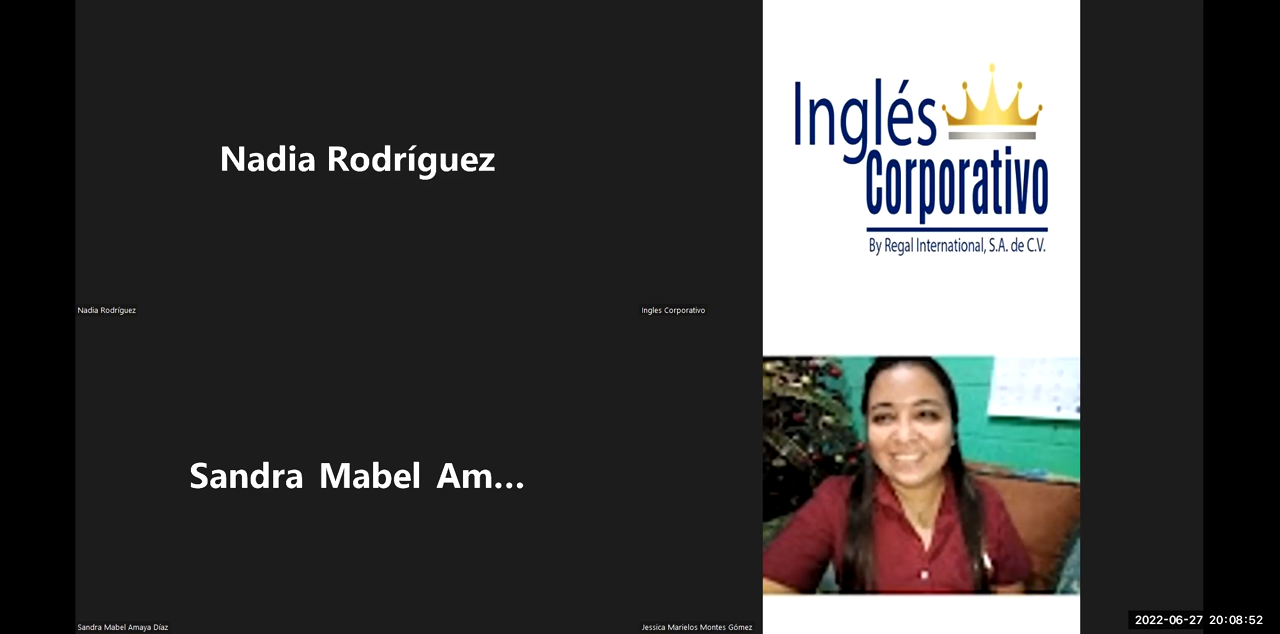 Nadia Rodríguez
Inglés
Corporativo
By Regal International, S.A. de C.V.
Nadia Rodríguez
Ingles Corporativo
Sandra Mabel Am...
Sandra Mabel Amaya Díaz
Jessica Marielos Montes Gómez
2022-06-27 20:08:52